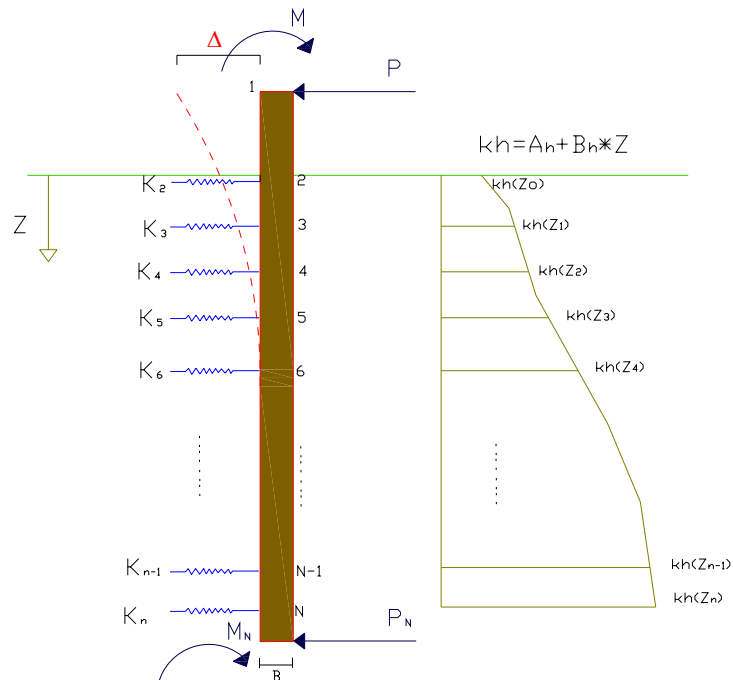 M
Δ
P
1
kh=Ah+Bh*Z
K2
2
kh(Z0)
Z
K3
3
kh(Z1)
K4
4
kh(Z2)
K5
5
kh(Z3)
K6
6
kh(Z4)
Kn-1
N-1
kh(Zn-1)
Kn
N
kh(Zn)
MN
PN
B